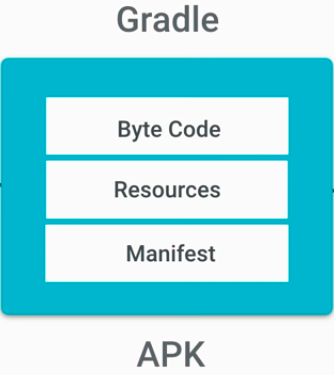 Gradle
Byte Code
Resources
Manifest
APK